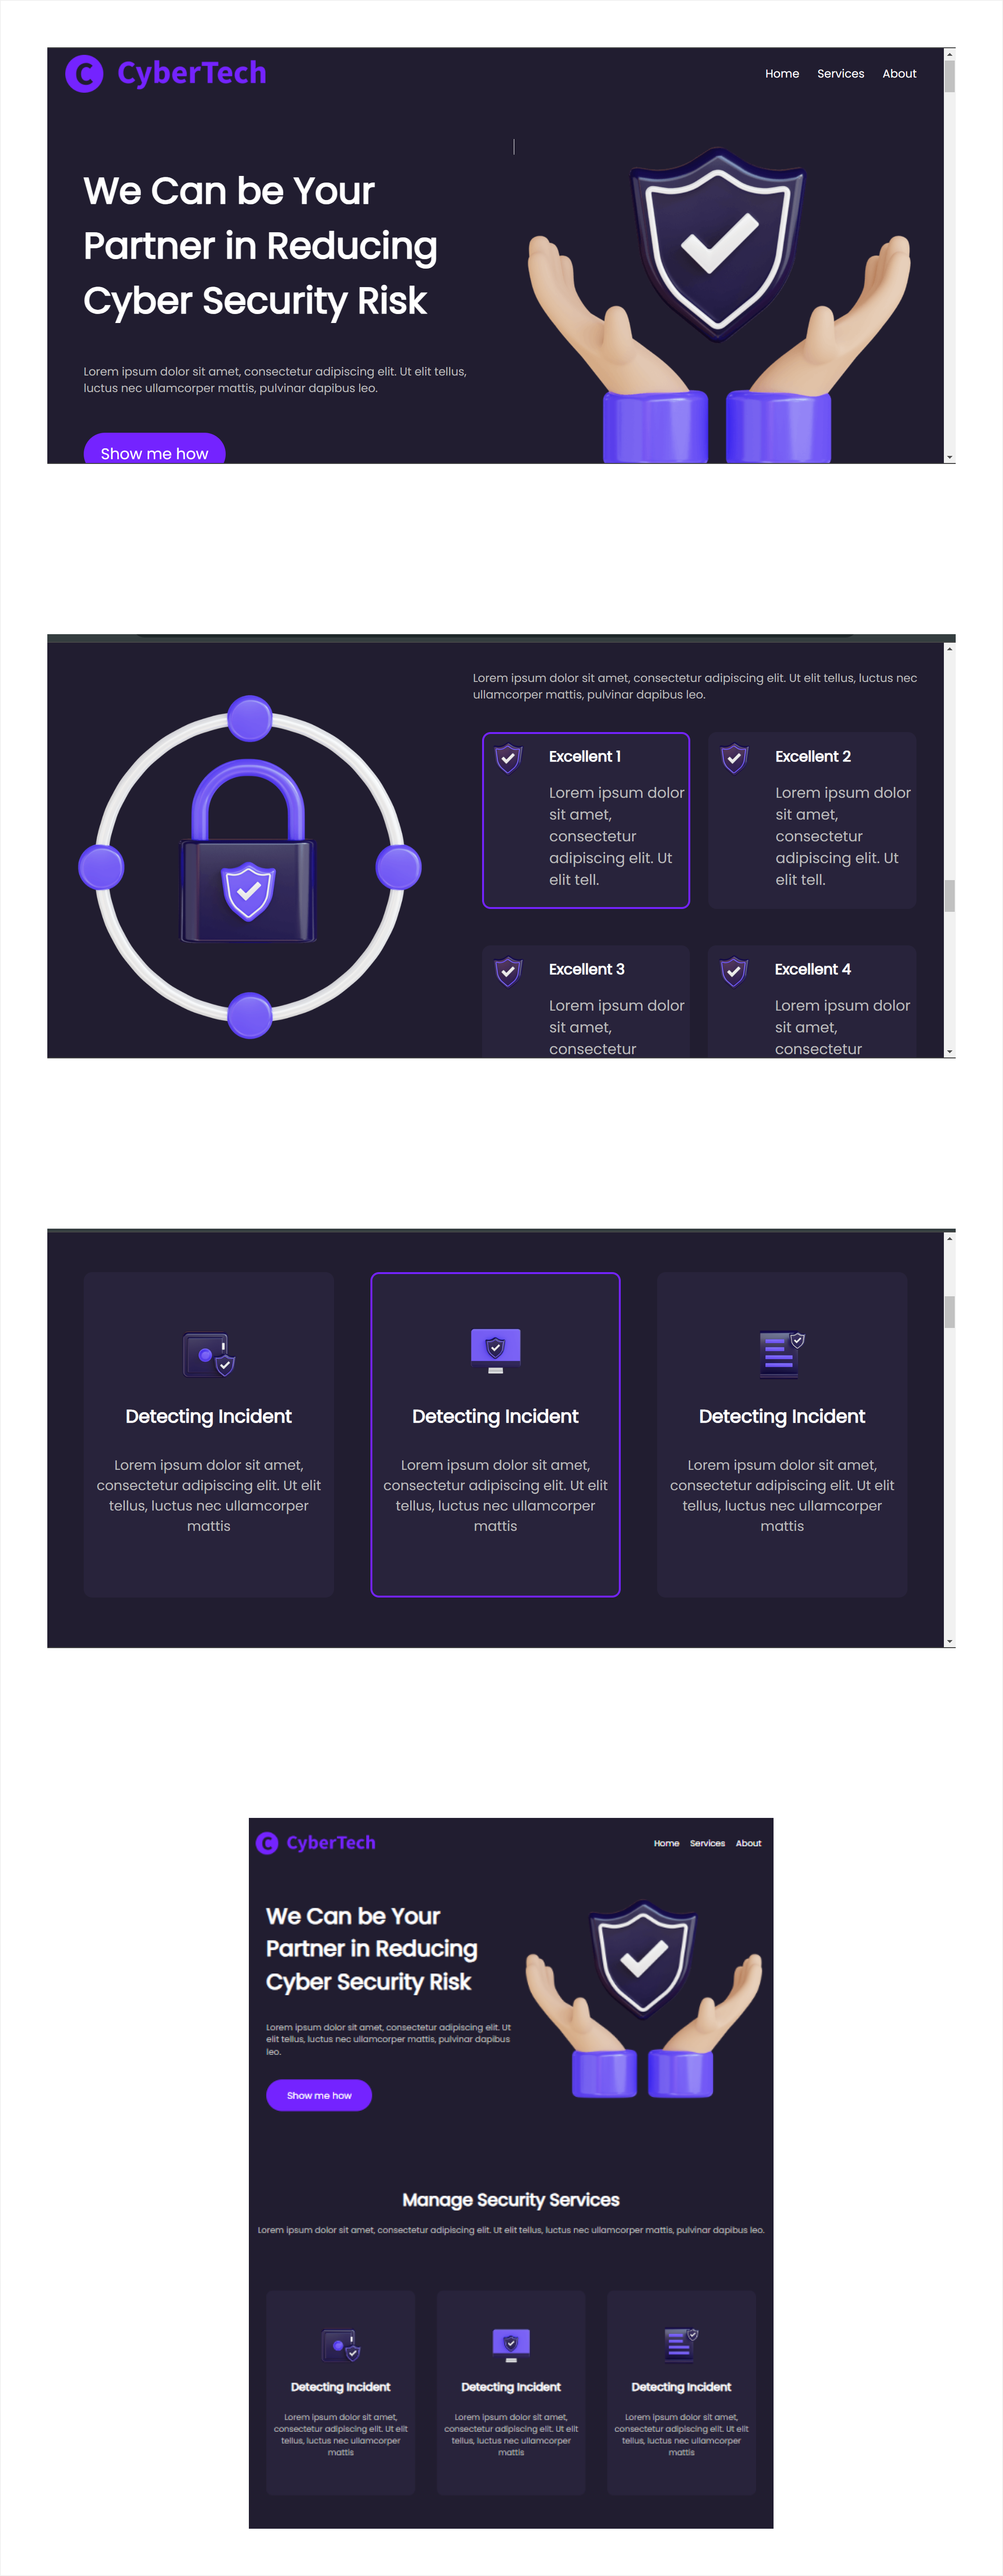 C CyberTech
Home Services About
We Can be Your
Partner in Reducing
Cyber Security Risk
Lorem ipsum dolor sit amet, consectetur adipiscing elit. Ut elit tellus,
luctus nec ullamcorper mattis, pulvinar dapibus leo.
Show me how
Lorem ipsum dolor sit amet, consectetur adipiscing elit. Ut elit tellus, luctus nec
ullamcorper mattis, pulvinar dapibus leo.
Excellent 1
Lorem ipsum dolor
sit amet,
consectetur
adipiscing elit. Ut
elit tell.
Excellent 2
Lorem ipsum dolor
sit amet,
consectetur
adipiscing elit. Ut
elit tell.
Excellent 3
Lorem ipsum dolor
sit amet,
consectetur
Excellent 4
Lorem ipsum dolor
sit amet,
consectetur
Detecting Incident
Lorem ipsum dolor sit amet,
consectetur adipiscing elit. Ut elit
tellus, luctus nec ullamcorper
mattis
Detecting Incident
Lorem ipsum dolor sit amet,
consectetur adipiscing elit. Ut elit
tellus, luctus nec ullamcorper
mattis
Detecting Incident
Lorem ipsum dolor sit amet,
consectetur adipiscing elit. Ut elit
tellus, luctus nec ullamcorper
mattis
C CyberTech
Home Services About
We Can be Your
Partner in Reducing
Cyber Security Risk
Lorem ipsum dolor sit amet, consectetur adipiscing elit. Ut
elit tellus, luctus nec ullamcorper mattis, pulvinar dapibus
leo.
Show me how
Manage Security Services
Lorem ipsum dolor sit amet, consectetur adipiscing elit. Ut elit tellus, luctus nec ullamcorper mattis, pulvinar dapibus leo.
Detecting Incident
Lorem ipsum dolor sit amet,
consectetur adipiscing elit. Ut elit
tellus, luctus nec ullamcorper
mattis
Detecting Incident
Lorem ipsum dolor sit amet,
consectetur adipiscing elit. Ut elit
tellus, luctus nec ullamcorper
mattis
Detecting Incident
Lorem ipsum dolor sit amet,
consectetur adipiscing elit. Ut elit
tellus, luctus nec ullamcorper
mattis